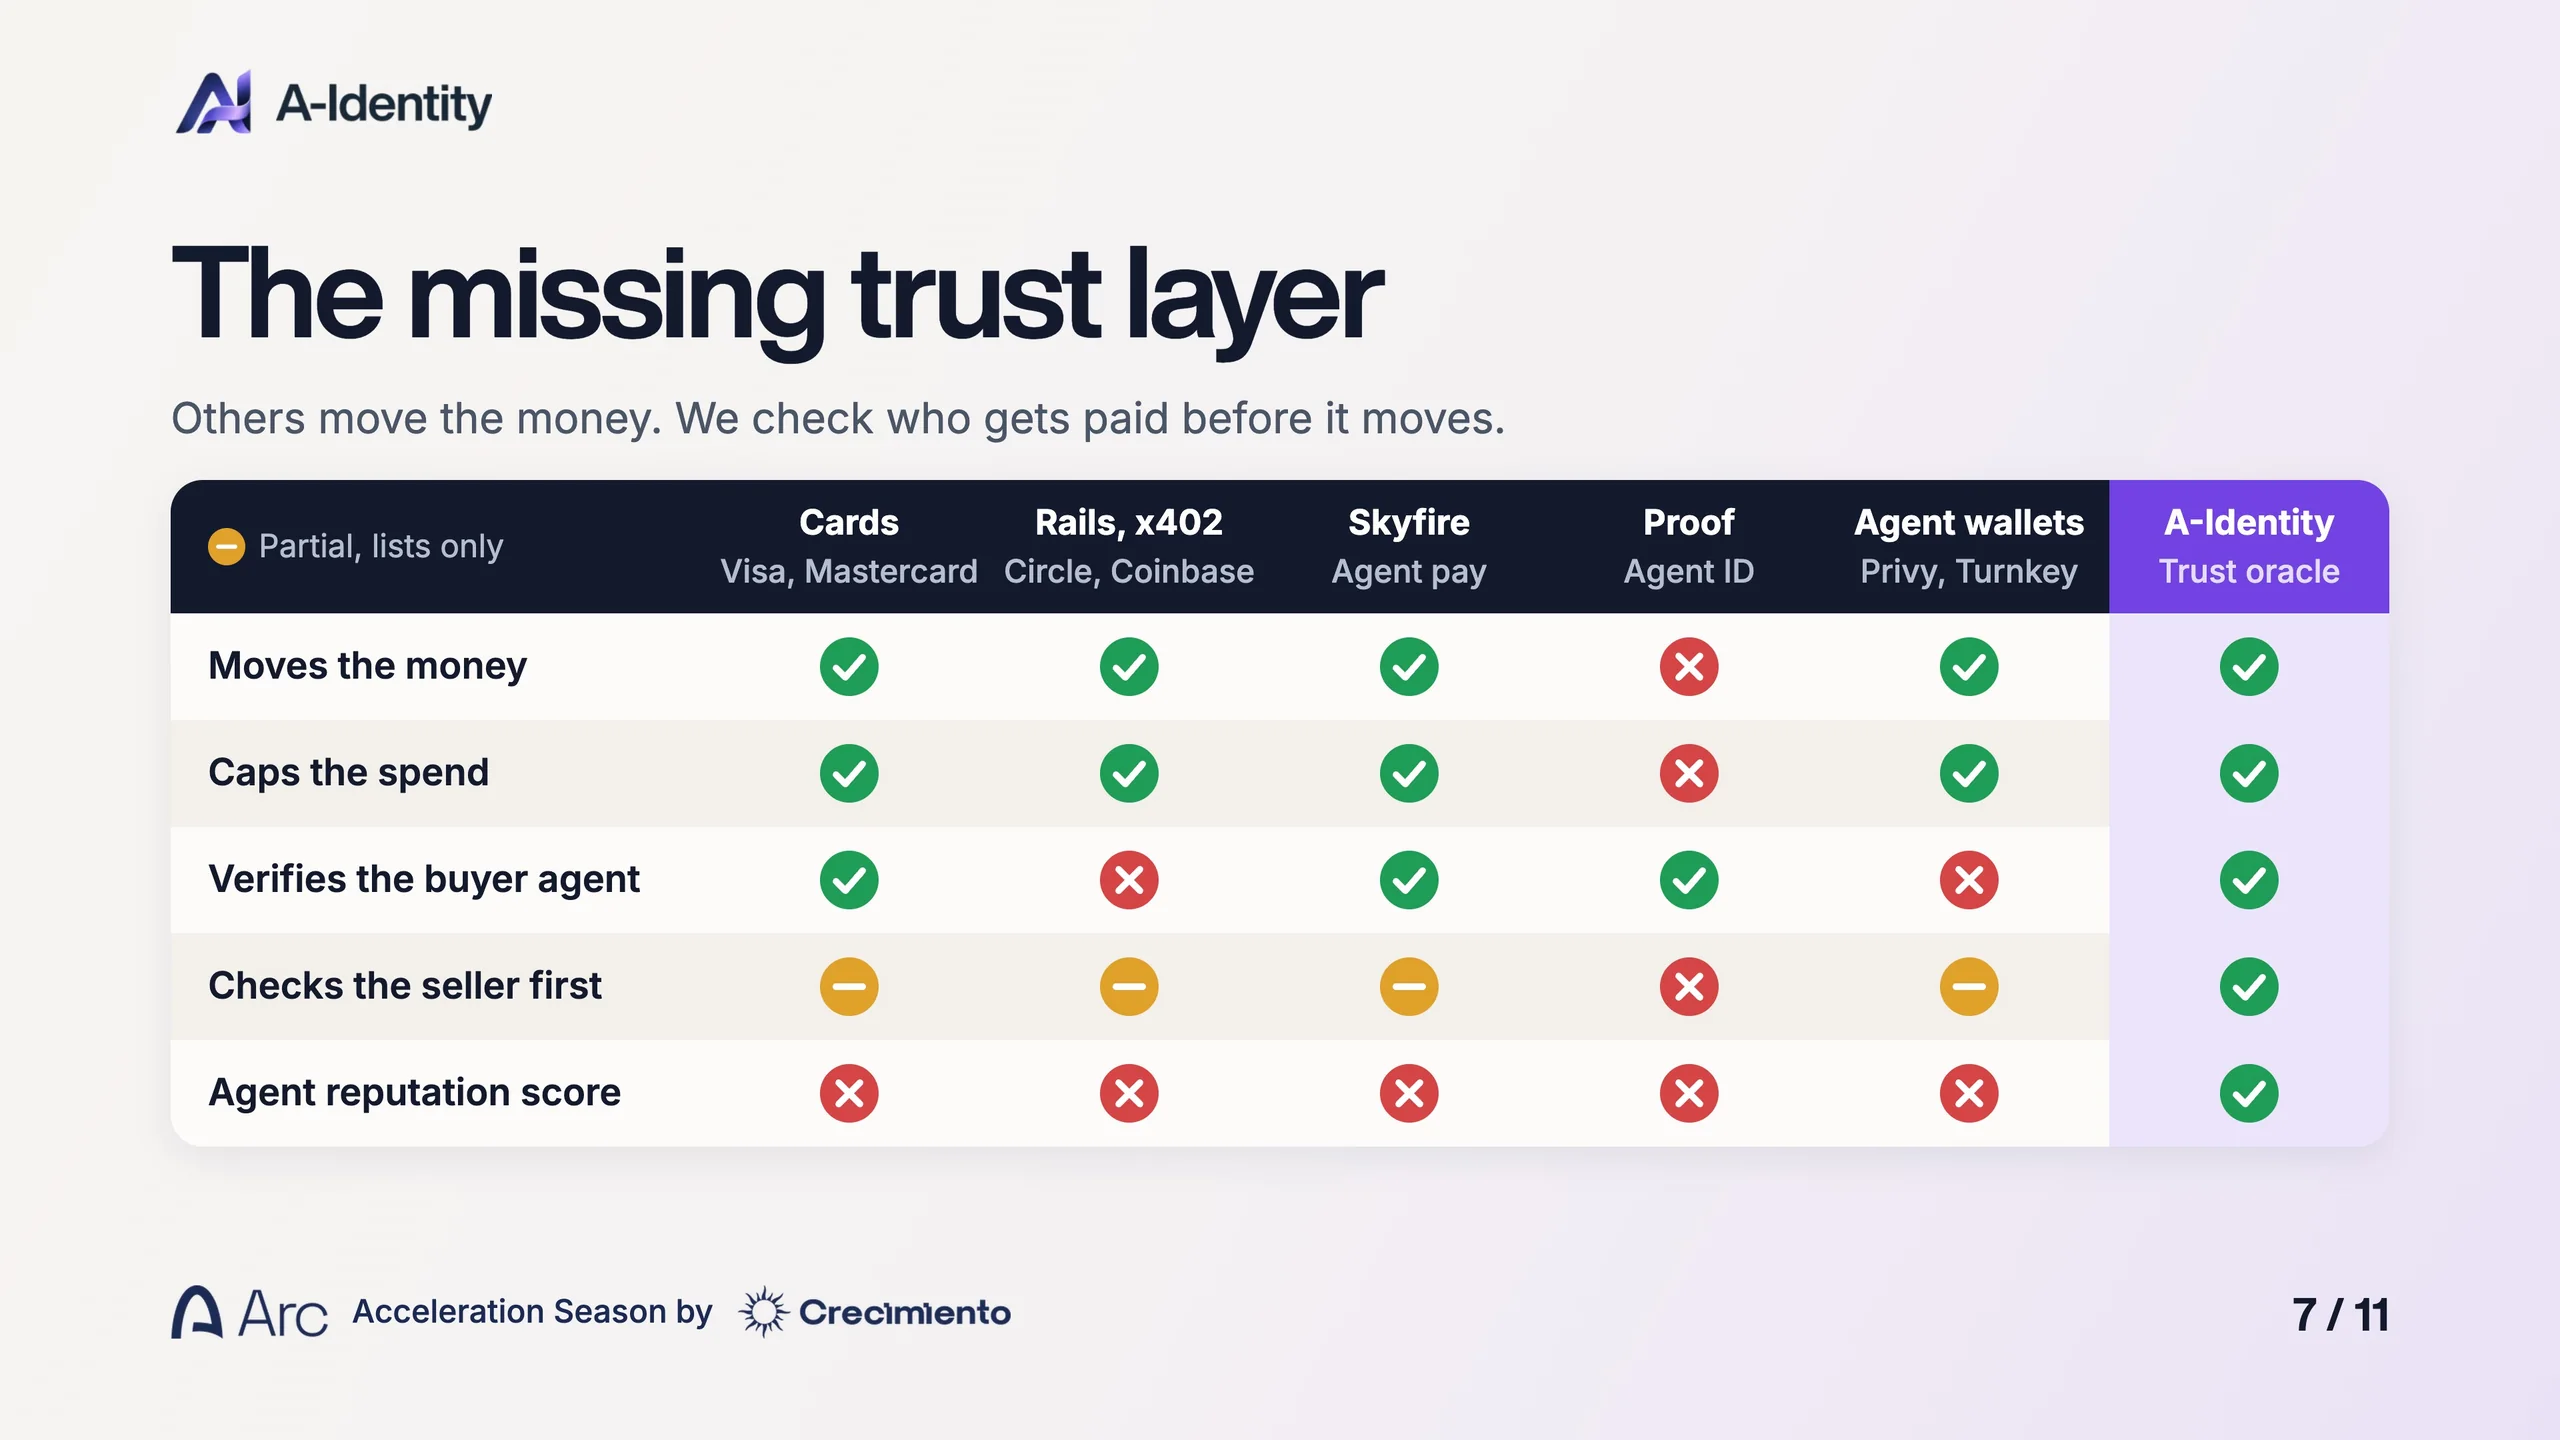 A-Identity
The missing trust layer
Others move the money. We check who gets paid before it moves.
Partial, lists only
Cards
Visa, Mastercard
Rails, x402
Circle, Coinbase
Skyfire
Agent pay
Proof
Agent ID
Agent wallets
Privy, Turnkey
A-Identity
Trust oracle
Moves the money
Caps the spend
Verifies the buyer agent
Checks the seller first
Agent reputation score
Arc Acceleration Season by Crecimiento
7 / 11